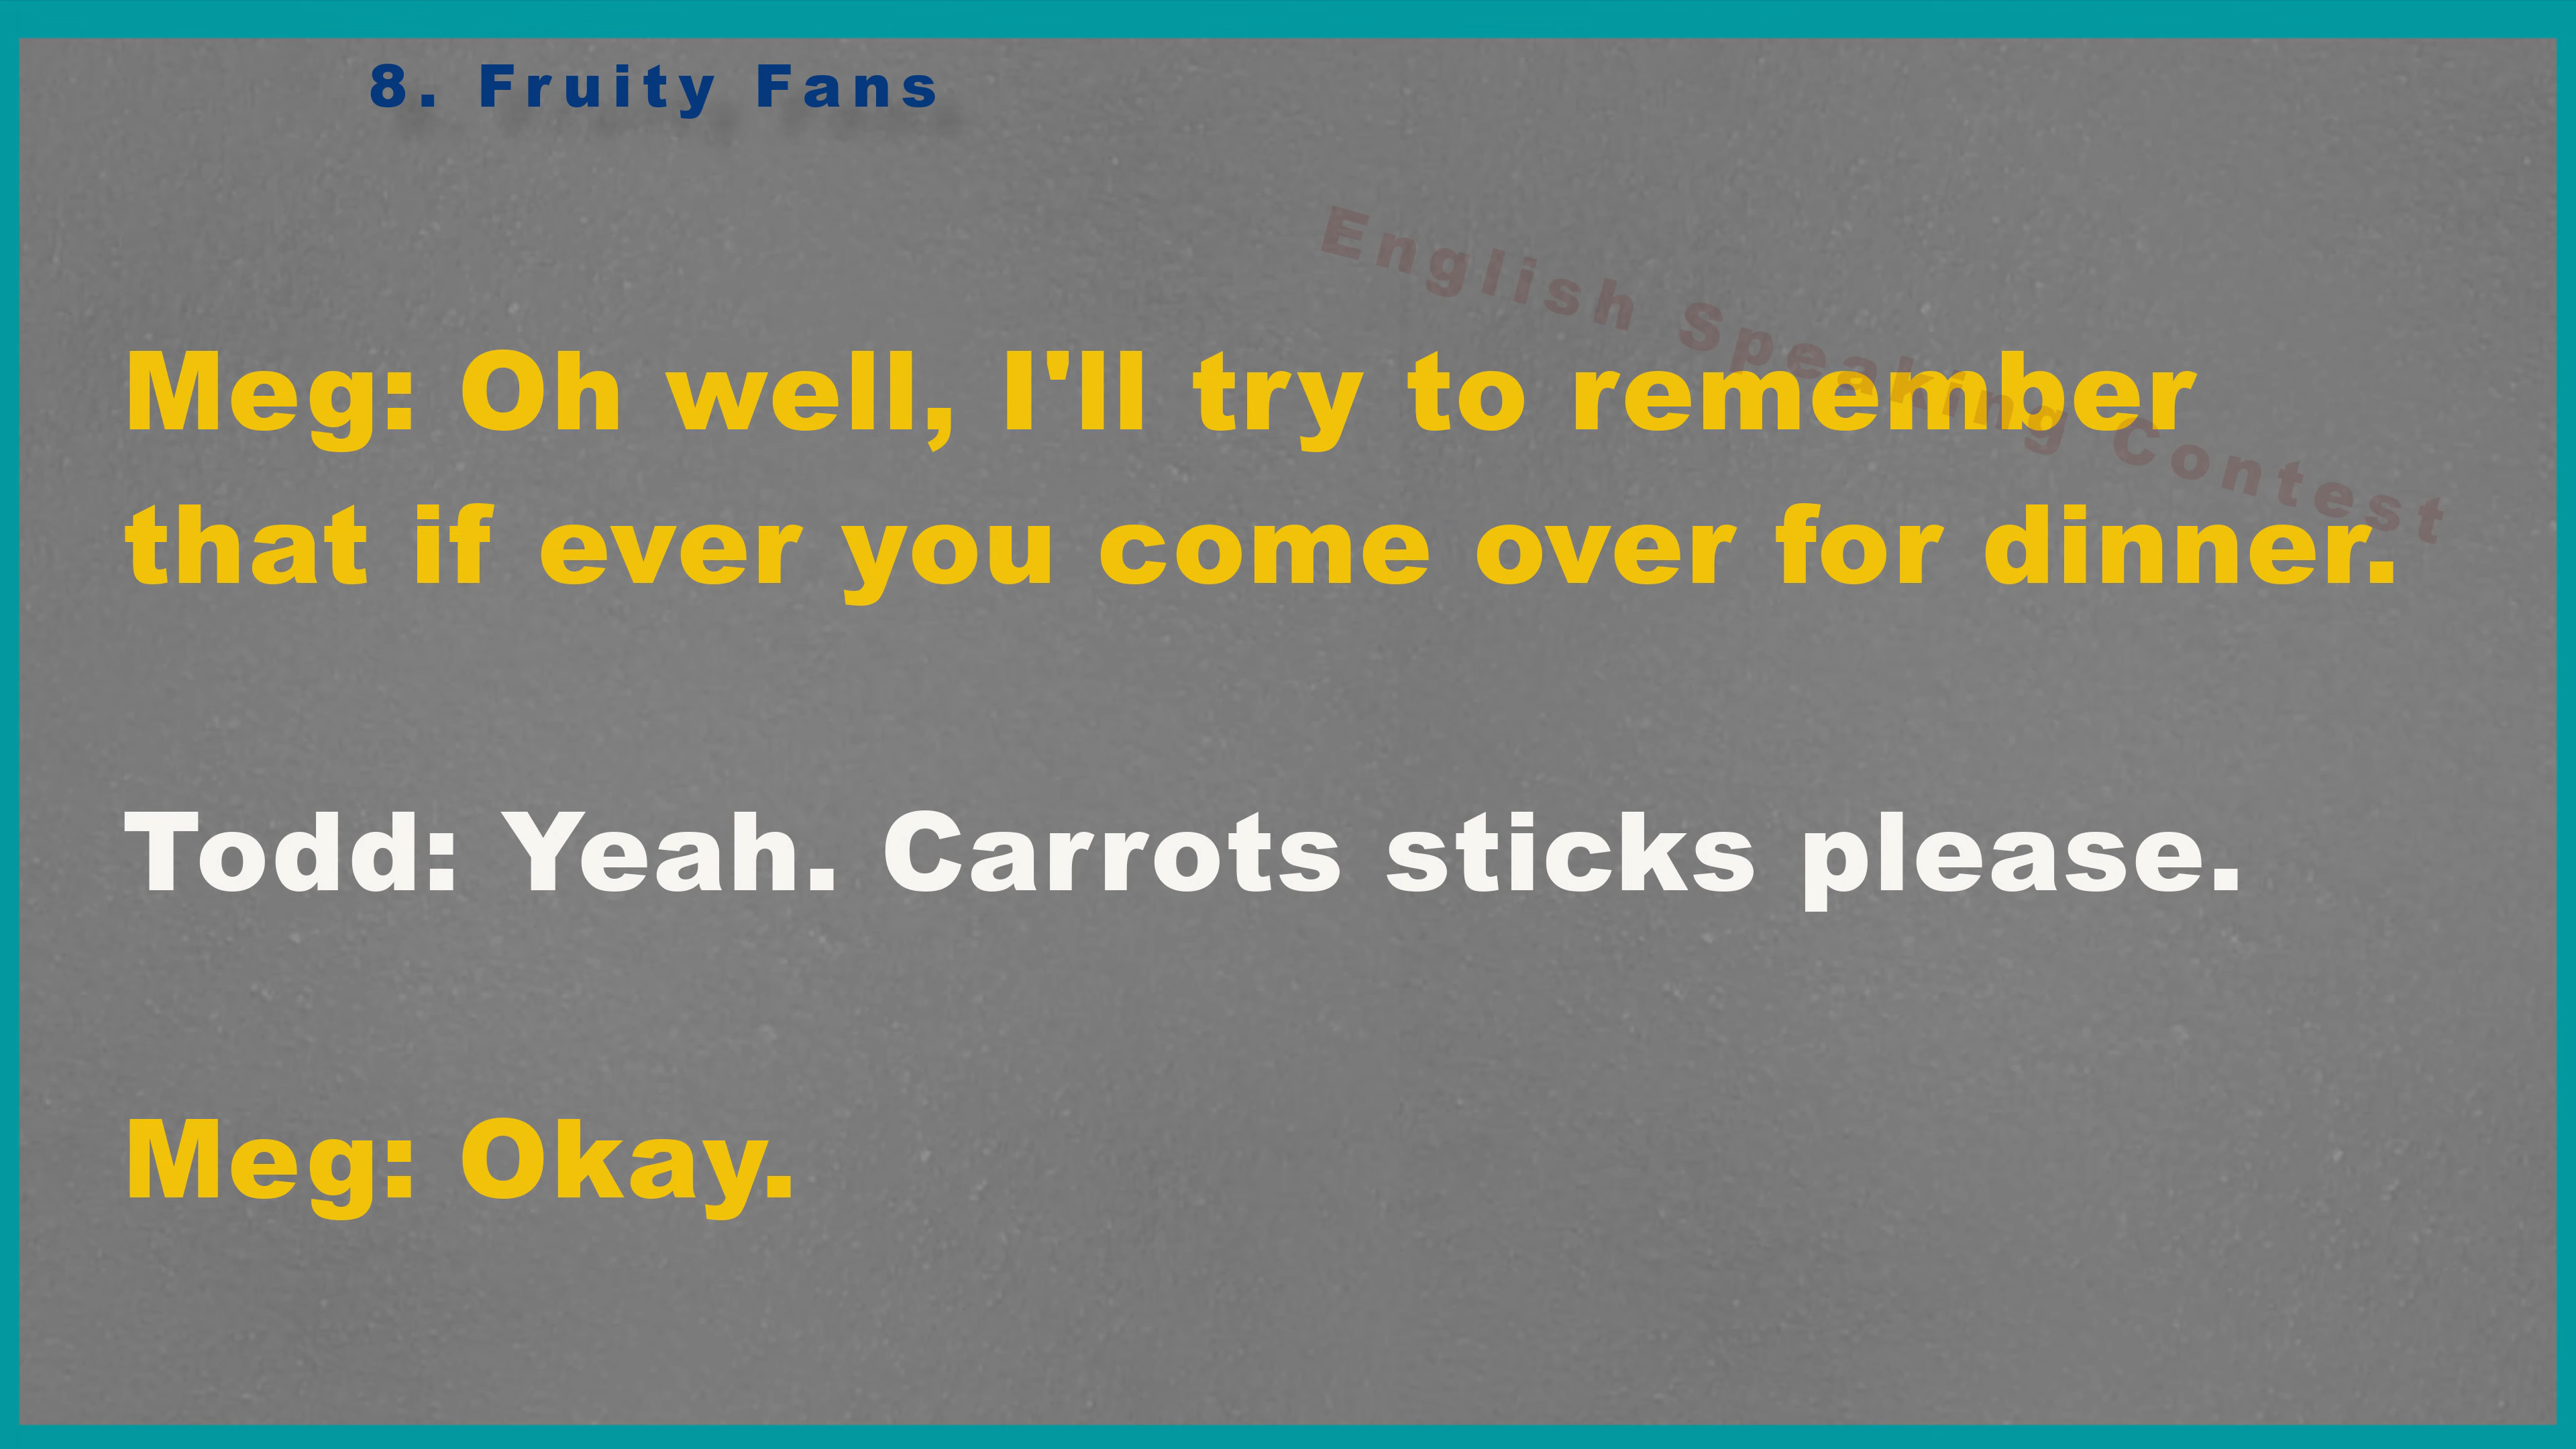 8. Fruity Fans
English Speaking Contest
Meg: Oh well, I'll try to remember
that if ever you come over for dinner.
Todd: Yeah. Carrots sticks please.
Meg: Okay.